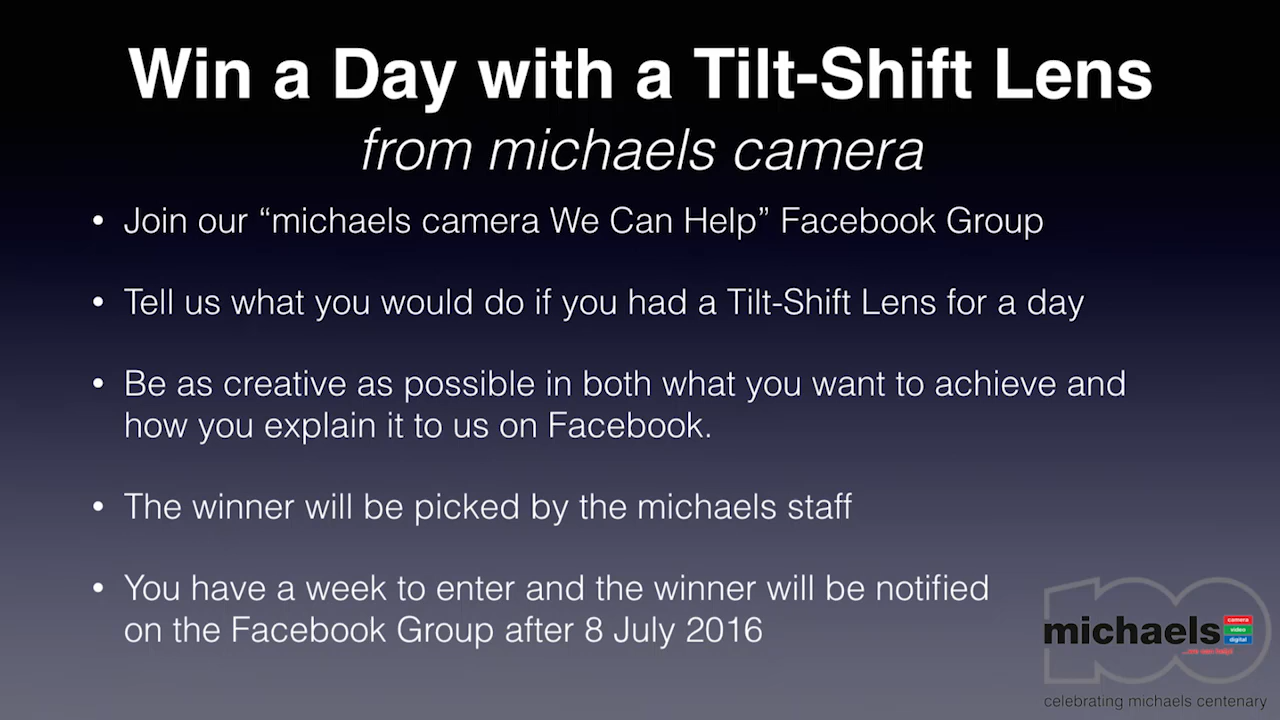 Win a Day with a Tilt-Shift Lens
from michaels camera
• Join our “michaels camera We Can Help” Facebook Group
• Tell us what you would do if you had a Tilt-Shift Lens for a day
• Be as creative as possible in both what you want to achieve and
how you explain it to us on Facebook.
• The winner will be picked by the michaels staff
• You have a week to enter and the winner will be notified
on the Facebook Group after 8 July 2016
100
michaels
camera
video
digital
...we can help!
celebrating michaels centenary